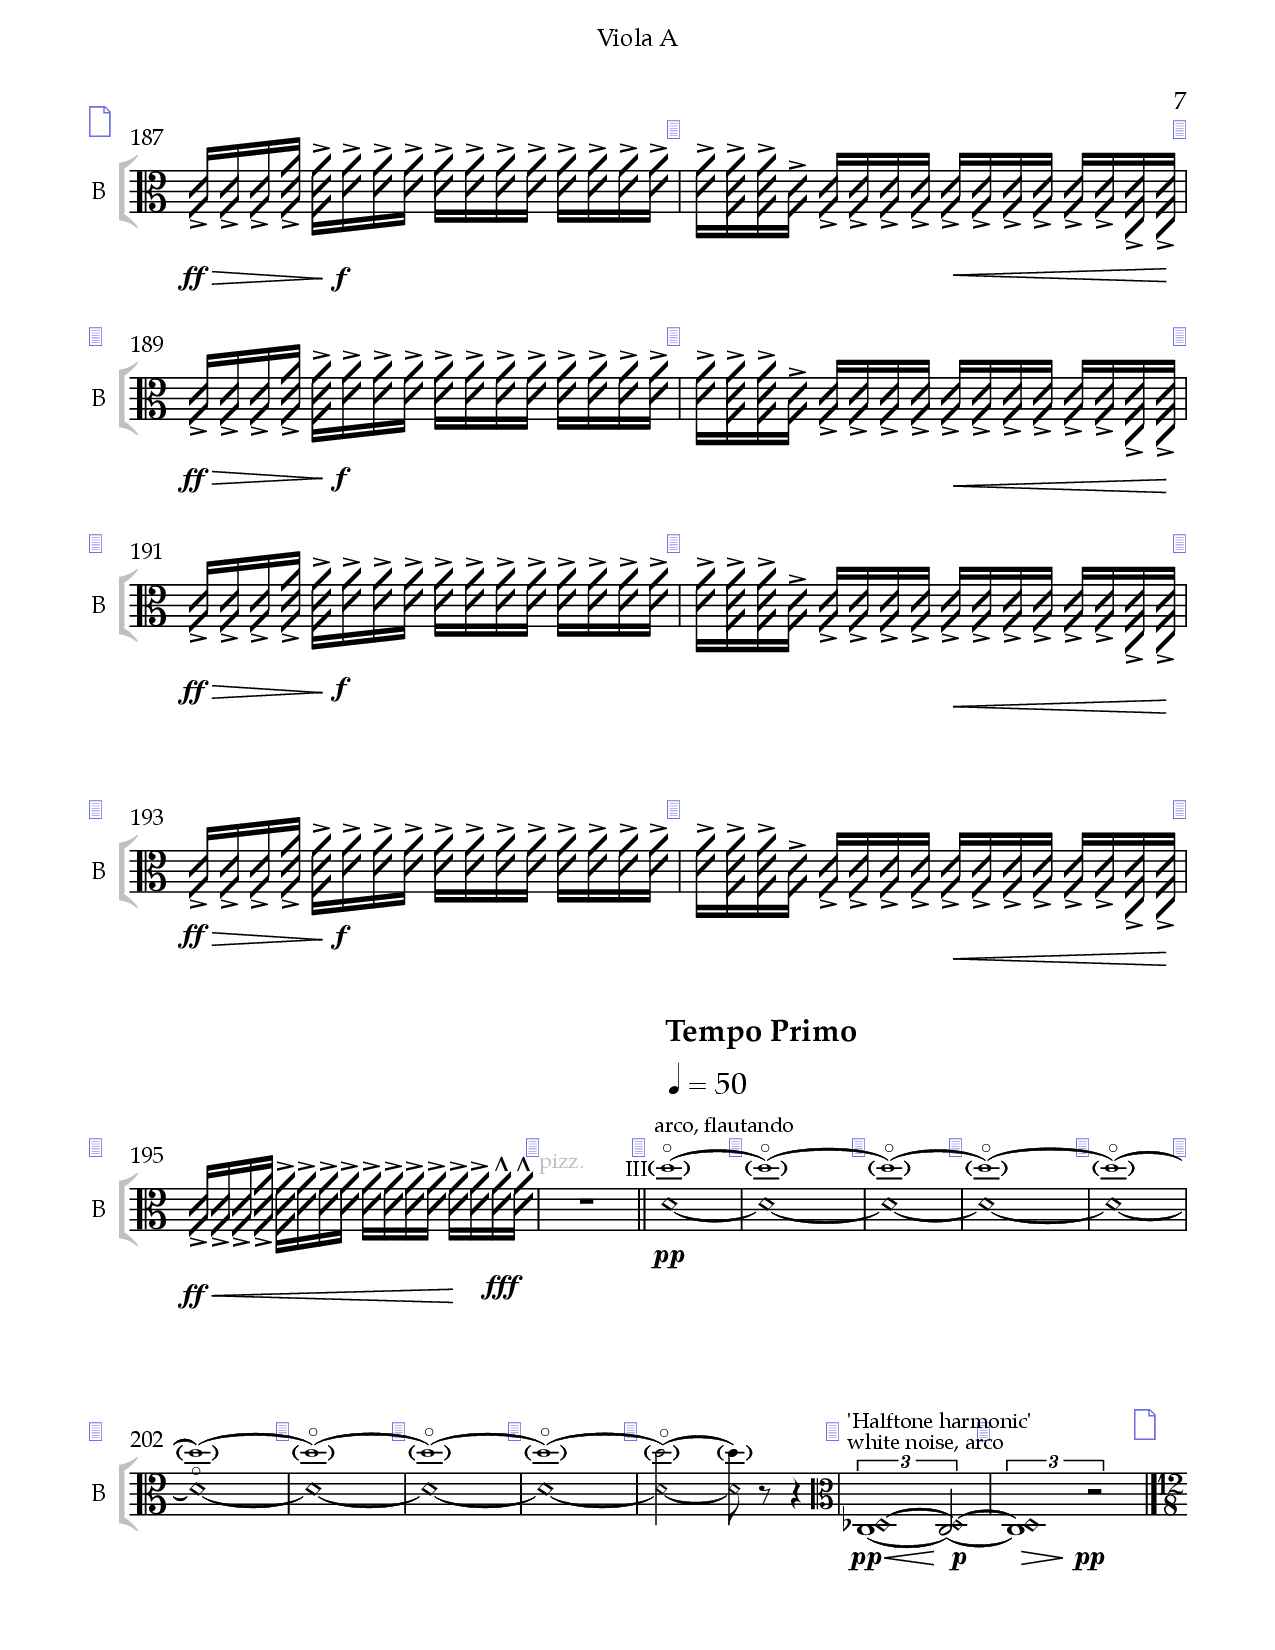 Viola A
7
187
B
ff f
189
B
ff f
191
B
ff f
193
B
ff f
Tempo Primo
= 50
arco, flautando
195
pizz.
III
B
pp
ff fff
'Halftone harmonic'
202
white noise, arco
3 3
B
12
8
pp p pp